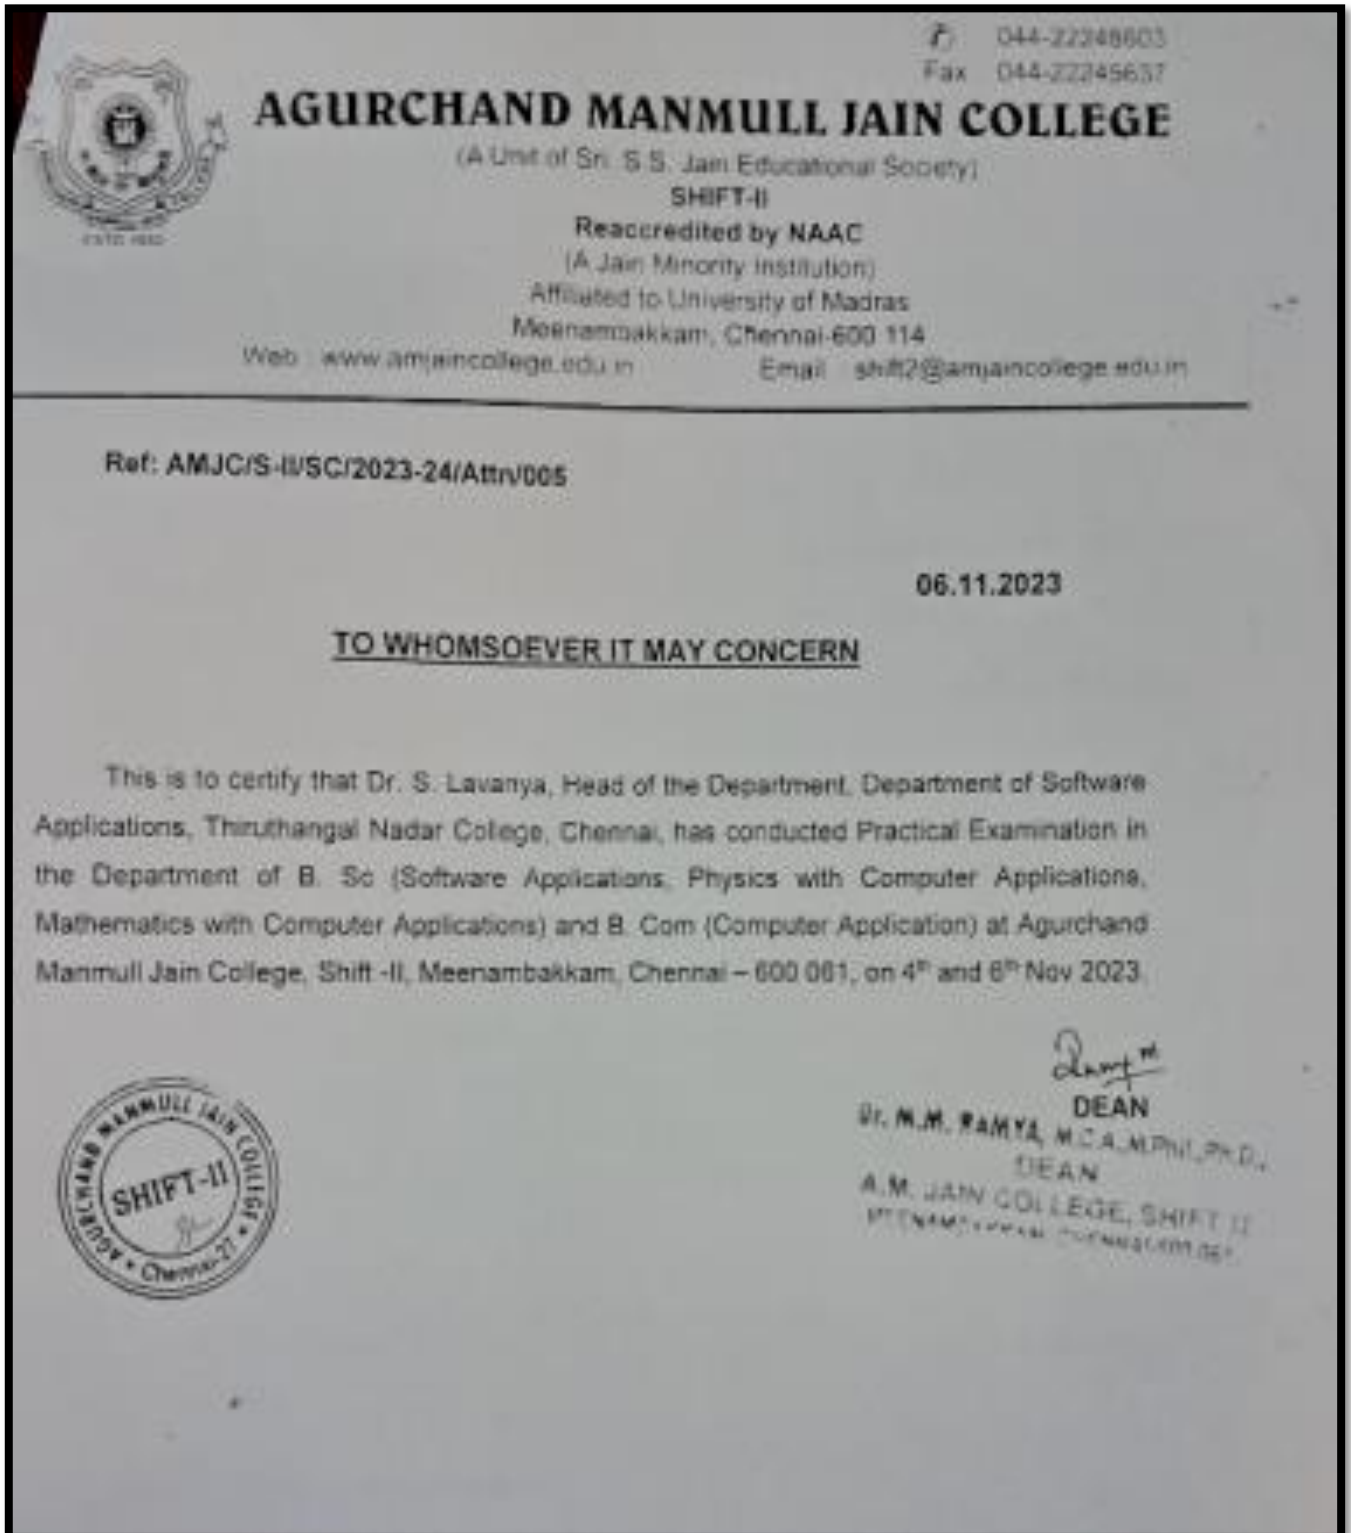 044-22248603
Fax 044-22245637
AGURCHAND MANMULL JAIN COLLEGE
(A Unit of Sri. S.S. Jain Educational Society)
SHIFT-II
Reaccredited by NAAC
(A Jain Minority Institution)
Affiliated to University of Madras
Meenambakkam, Chennai-600 114
Web : www.amjaincollege.edu.in Email : shift2@amjaincollege.edu.in
Ref: AMJC/S-II/SC/2023-24/Attn/005
06.11.2023
TO WHOMSOEVER IT MAY CONCERN
This is to certify that Dr. S. Lavanya, Head of the Department, Department of Software
Applications, Thiruthangal Nadar College, Chennai, has conducted Practical Examination in
the Department of B. Sc (Software Applications, Physics with Computer Applications,
Mathematics with Computer Applications) and B. Com (Computer Application) at Agurchand
Manmull Jain College, Shift -II, Meenambakkam, Chennai – 600 061, on 4th and 6th Nov 2023.
DEAN
Dr. M.M. RAMYA, M.C.A.,M.Phil.,Ph.D.,
DEAN
A.M. JAIN COLLEGE, SHIFT II
AGURCHAND MANMULL JAIN COLLEGE
SHIFT-II
Chennai-27